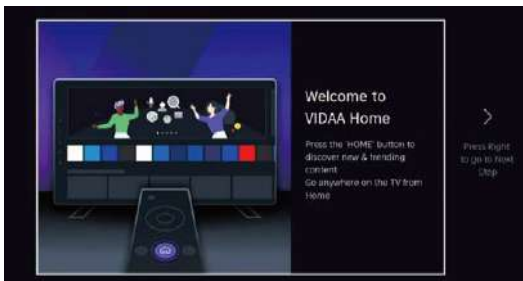 Welcome to
VIDAA Home
Press the 'HOME' button to
discover new & trending
content
Go anywhere on the TV from
Home
Press Right
to go to Next
Step